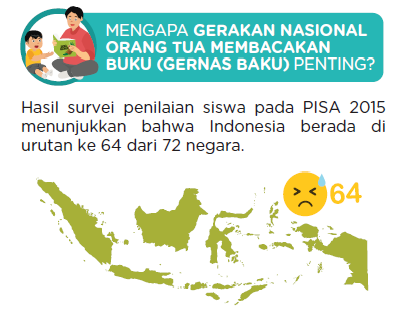 MENGAPA GERAKAN NASIONAL
ORANG TUA MEMBACAKAN
BUKU (GERNAS BAKU) PENTING?
Hasil survei penilaian siswa pada PISA 2015
menunjukkan bahwa Indonesia berada di
urutan ke 64 dari 72 negara.
64